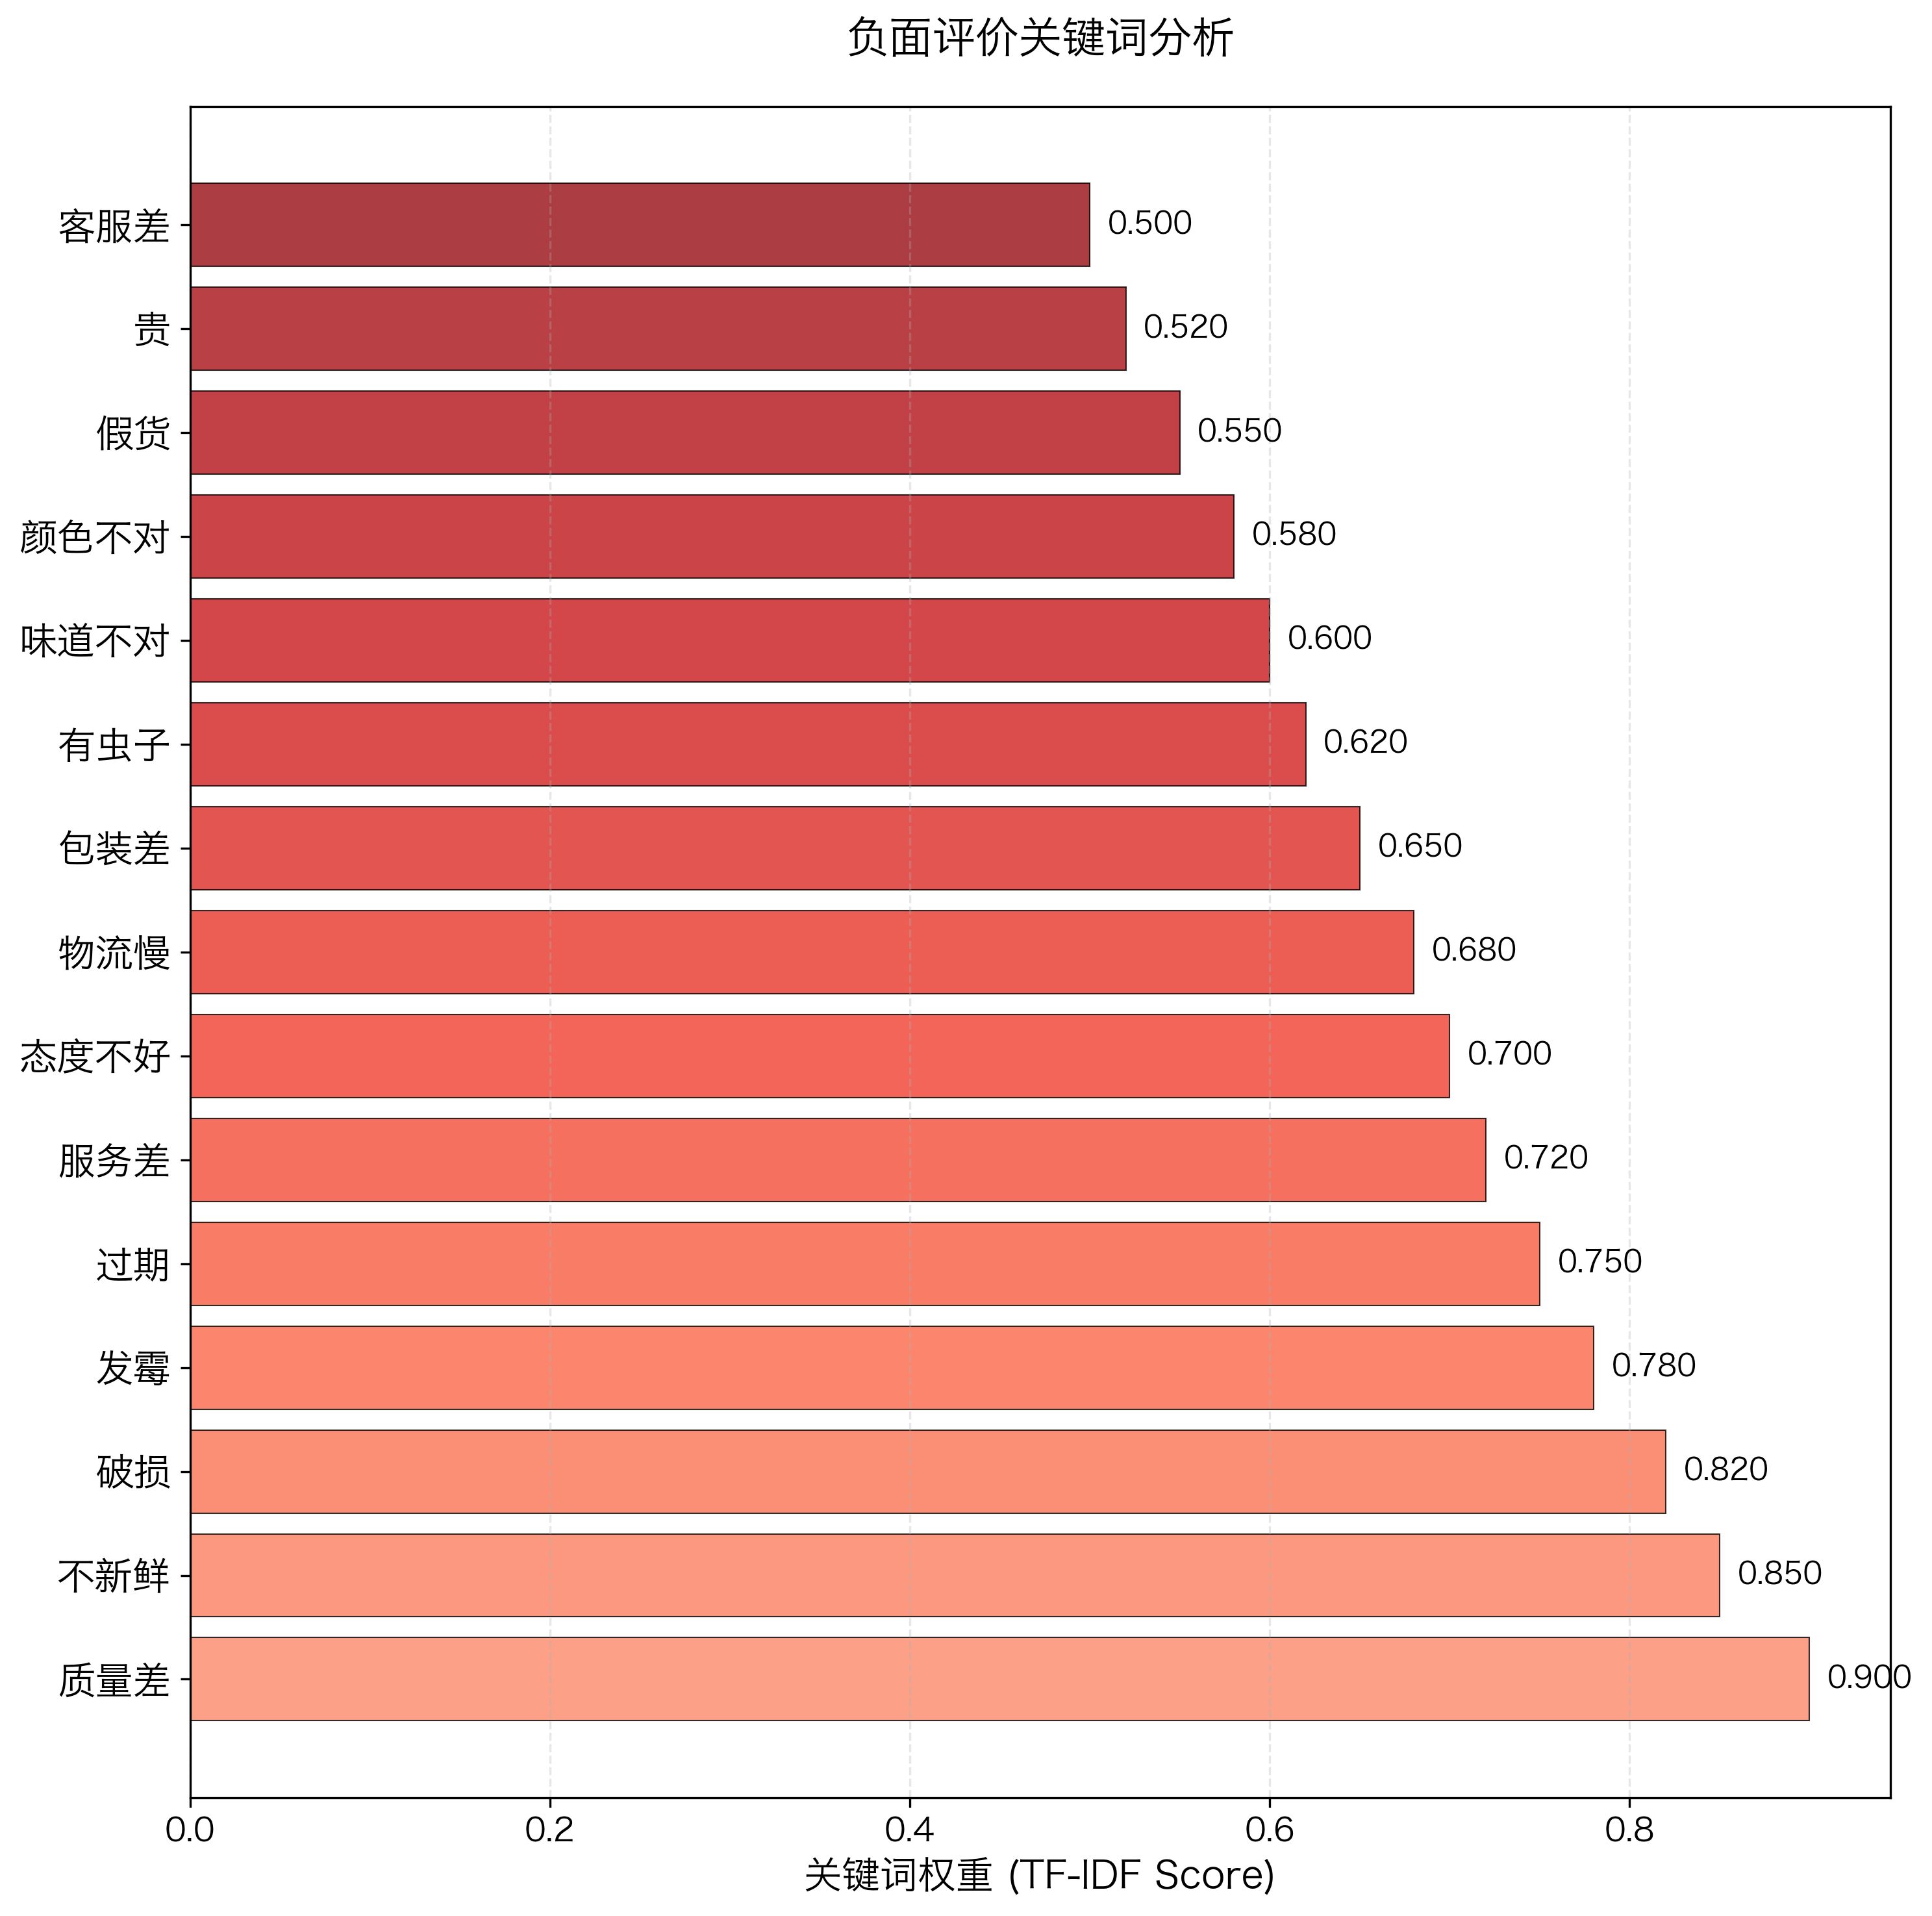 负面评价关键词分析
客服差 0.500
贵 0.520
假货 0.550
颜色不对 0.580
味道不对 0.600
有虫子 0.620
包装差 0.650
物流慢 0.680
态度不好 0.700
服务差 0.720
过期 0.750
发霉 0.780
破损 0.820
不新鲜 0.850
质量差 0.900
0.0 0.2 0.4 0.6 0.8
关键词权重 (TF-IDF Score)